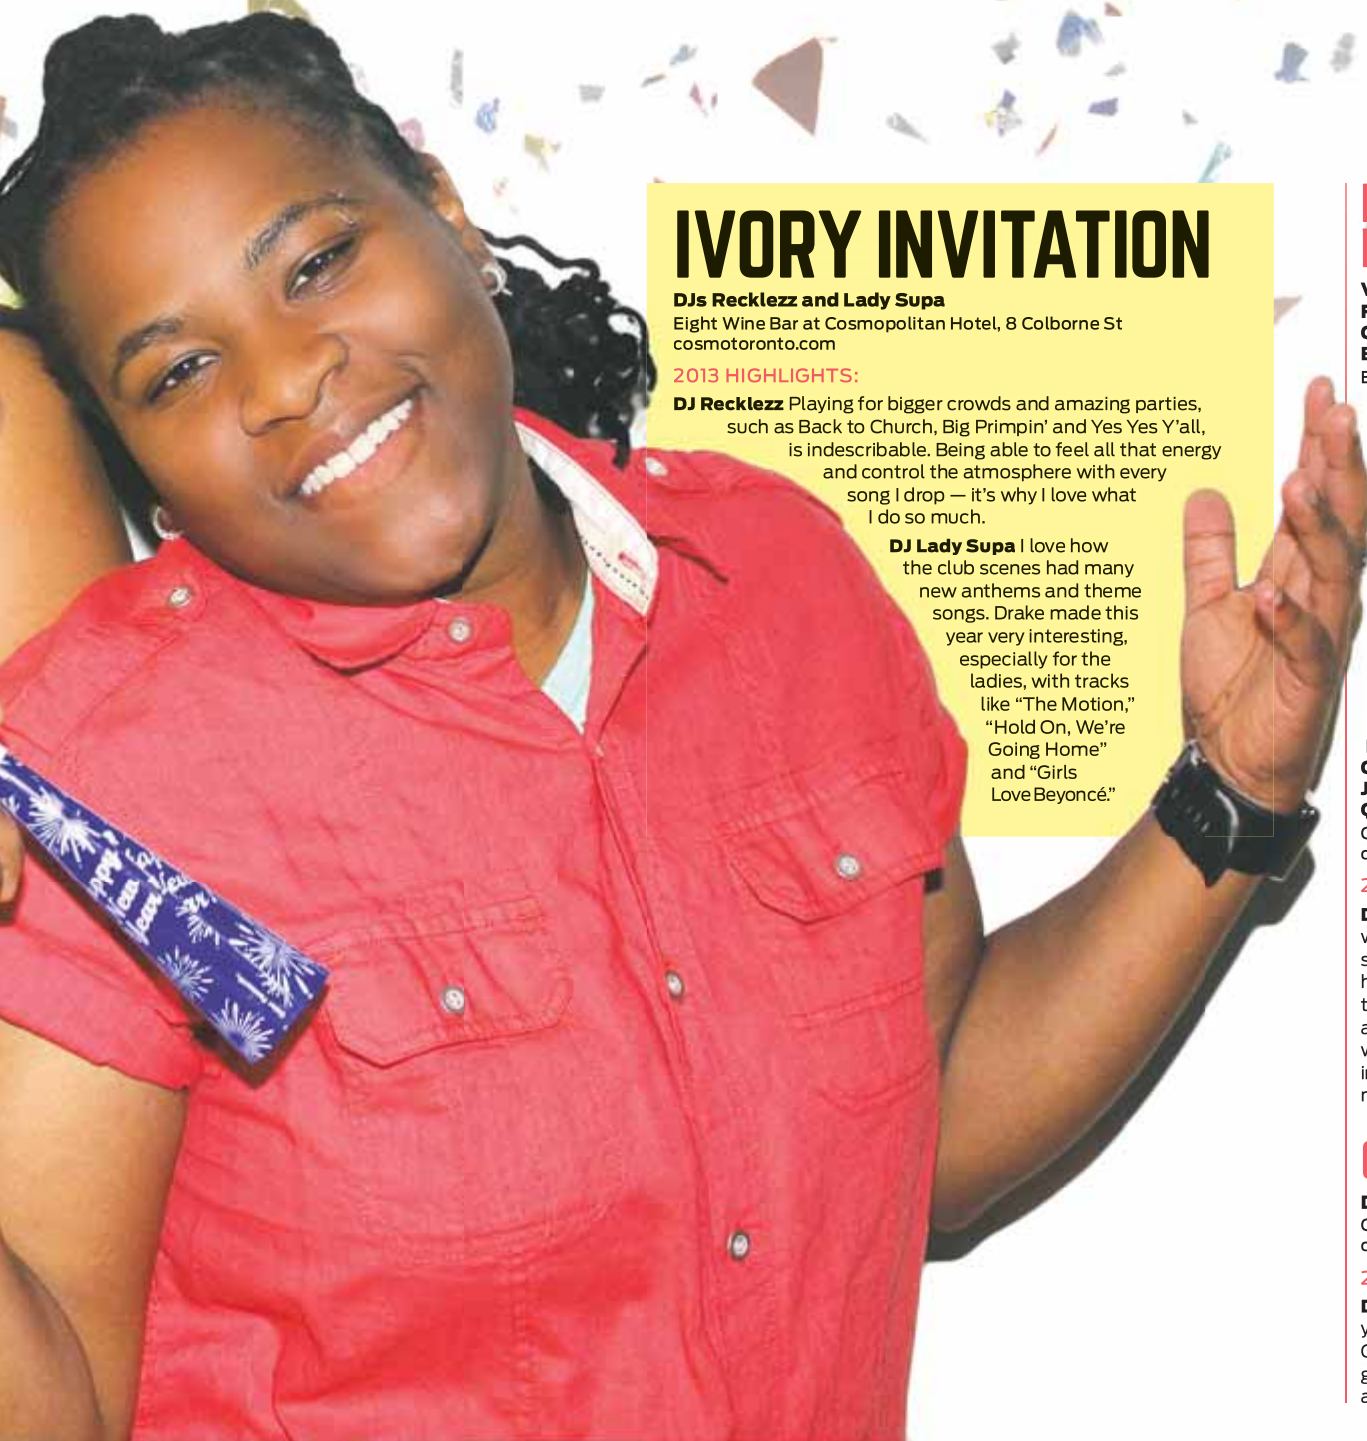 IVORY INVITATION
DJs Recklezz and Lady Supa
Eight Wine Bar at Cosmopolitan Hotel, 8 Colborne St
cosmotoronto.com
2013 HIGHLIGHTS:
DJ Recklezz Playing for bigger crowds and amazing parties,
such as Back to Church, Big Primpin’ and Yes Yes Y’all,
is indescribable. Being able to feel all that energy
and control the atmosphere with every
song I drop — it’s why I love what
I do so much.
DJ Lady Supa I love how
the club scenes had many
new anthems and theme
songs. Drake made this
year very interesting,
especially for the
ladies, with tracks
like “The Motion,”
“Hold On, We’re
Going Home”
and “Girls
Love Beyoncé.”